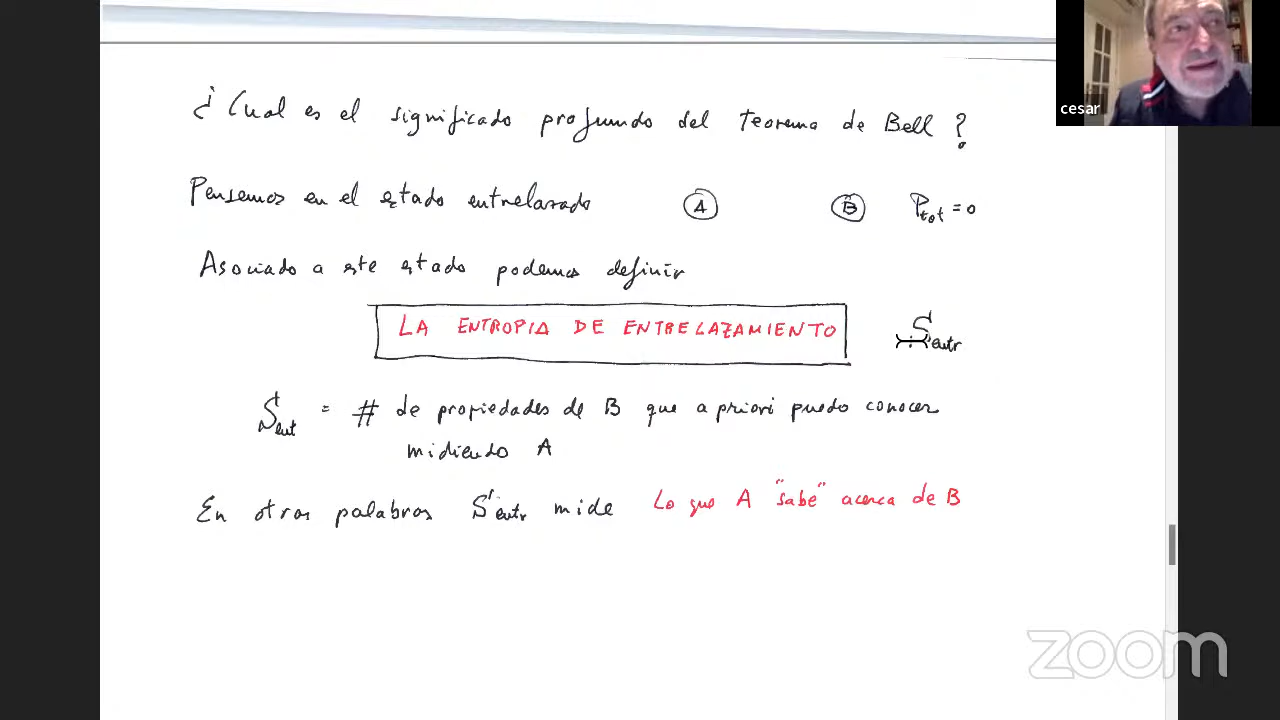 ¿Cual es el significado profundo del teorema de Bell?
cesar
Pensemos en el estado entrelazado A B Ptot = 0
Asociado a este estado podemos definir
LA ENTROPIA DE ENTRELAZAMIENTO Sentr
Sent = # de propiedades de B que a priori puedo conocer
midiendo A
En otras palabras Sentr mide Lo que A "sabe" acerca de B
zoom